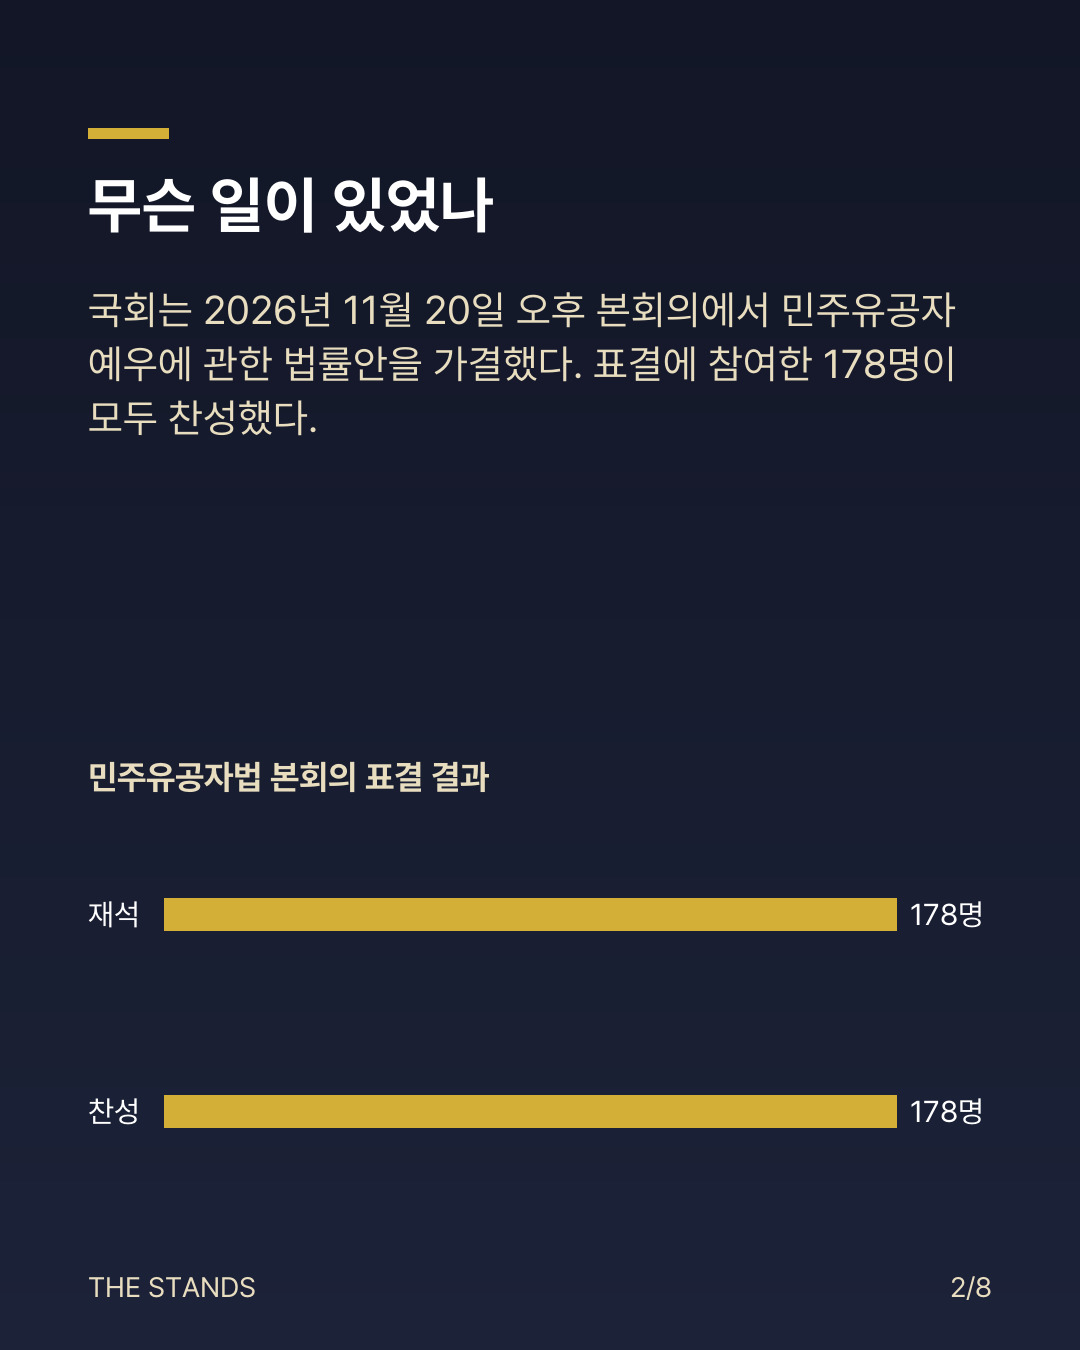 무슨 일이 있었나
국회는 2026년 11월 20일 오후 본회의에서 민주유공자
예우에 관한 법률안을 가결했다. 표결에 참여한 178명이
모두 찬성했다.
민주유공자법 본회의 표결 결과
재석 178명
찬성 178명
THE STANDS 2/8